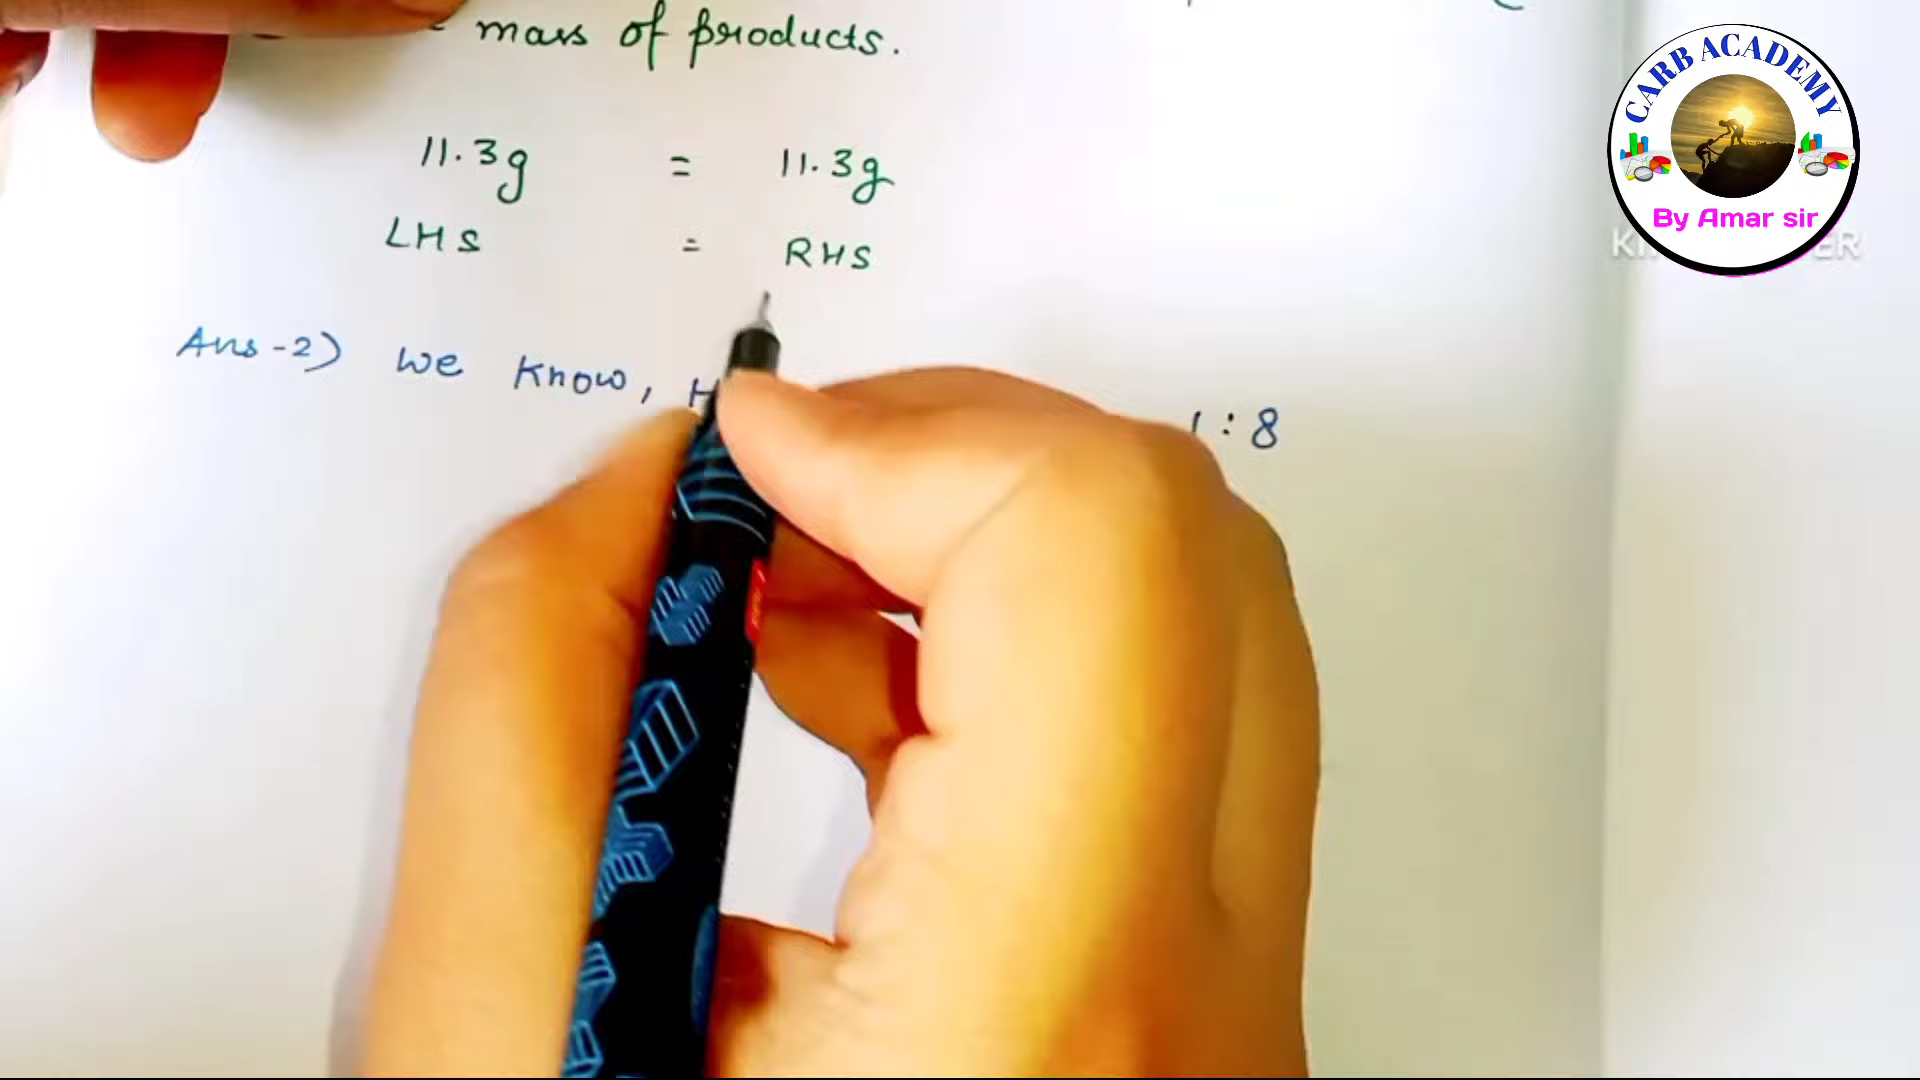 mass of products.
11.3g = 11.3g
LHS = RHS
Ans-2) We know, H 1:8
CARB ACADEMY
By Amar sir